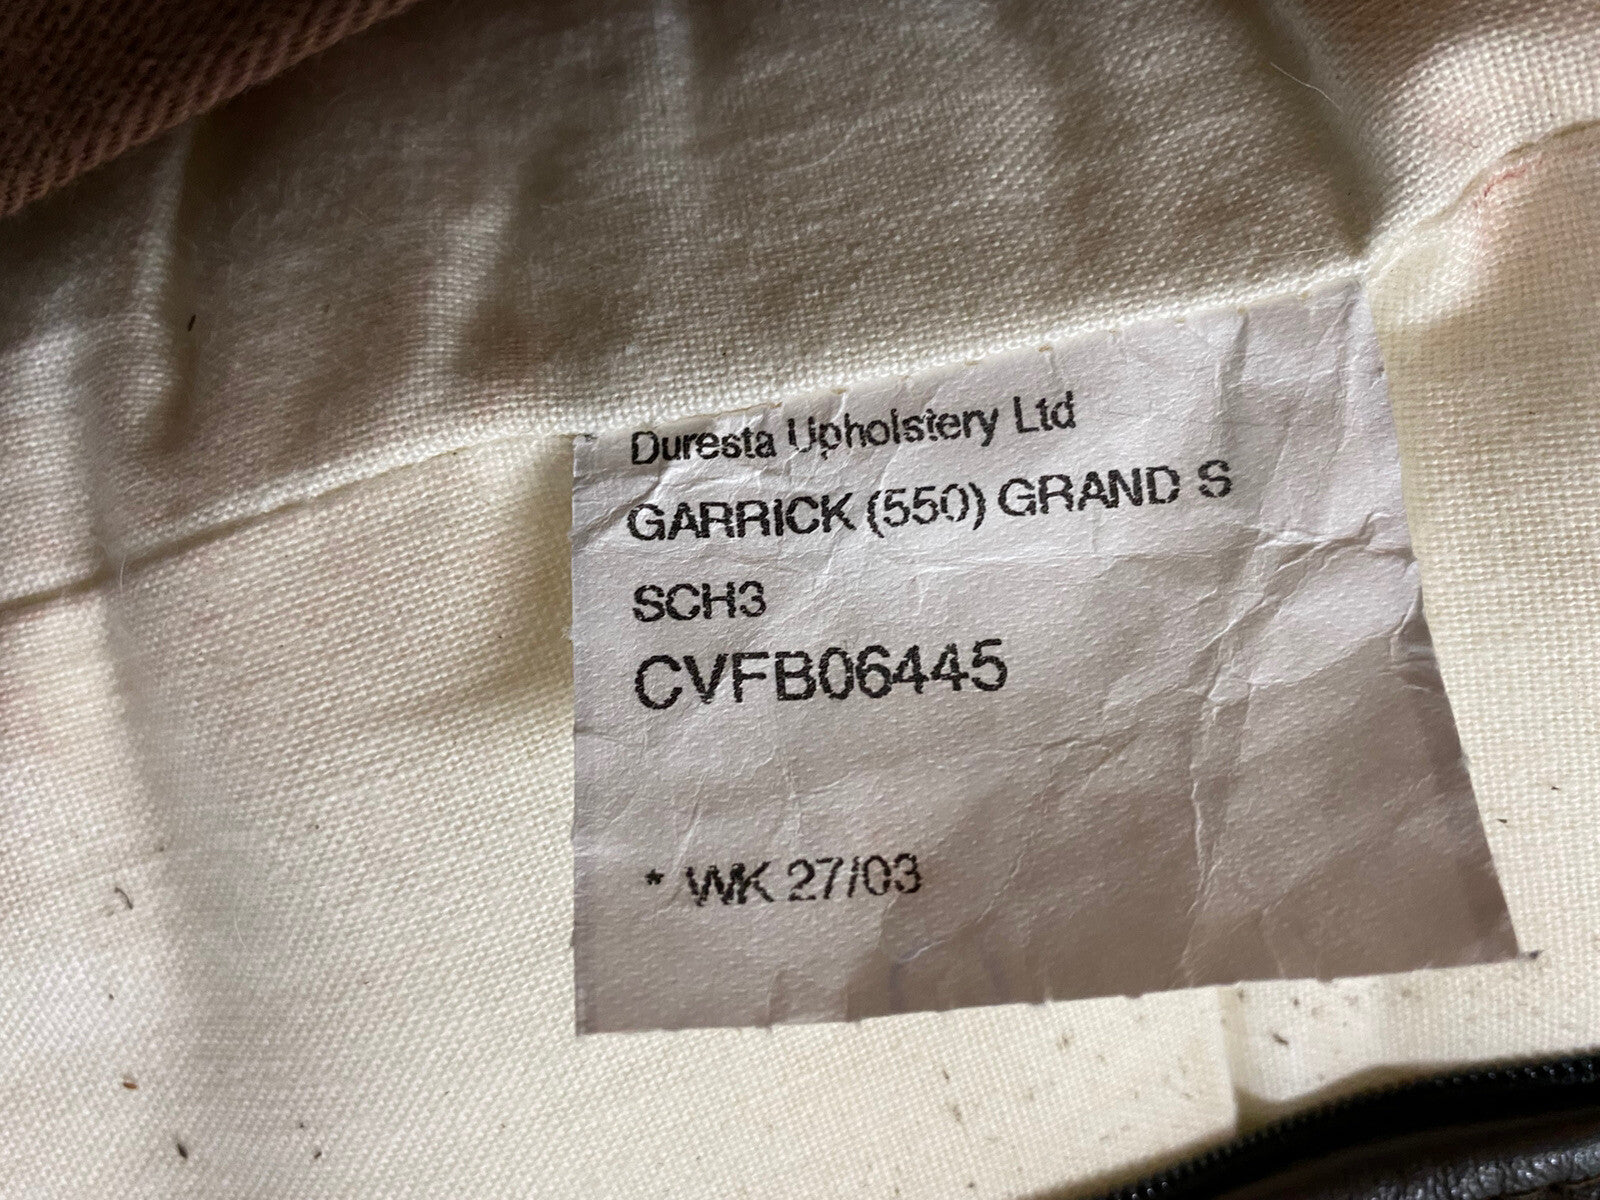 Duresta Upholstery Ltd
GARRICK (550) GRAND S
SCH3
CVFB06445
* WK 27/03